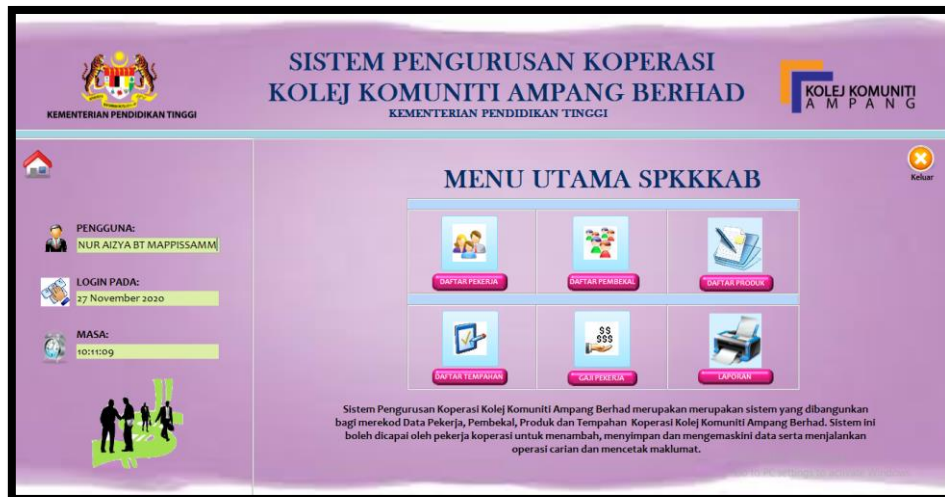 SISTEM PENGURUSAN KOPERASI
KOLEJ KOMUNITI AMPANG BERHAD
KEMENTERIAN PENDIDIKAN TINGGI
KEMENTERIAN PENDIDIKAN TINGGI
KOLEJ KOMUNITI
AMPANG
Keluar
MENU UTAMA SPKKKAB
PENGGUNA:
NUR AIZYA BT MAPPISSAMM
LOGIN PADA:
27 November 2020
MASA:
10:11:09
DAFTAR PEKERJA
DAFTAR PEMBEKAL
DAFTAR PRODUK
DAFTAR TEMPAHAN
GAJI PEKERJA
LAPORAN
Sistem Pengurusan Koperasi Kolej Komuniti Ampang Berhad merupakan merupakan sistem yang dibangunkan
bagi merekod Data Pekerja, Pembekal, Produk dan Tempahan Koperasi Kolej Komuniti Ampang Berhad. Sistem ini
boleh dicapai oleh pekerja koperasi untuk menambah, menyimpan dan mengemaskini data serta menjalankan
operasi carian dan mencetak maklumat.